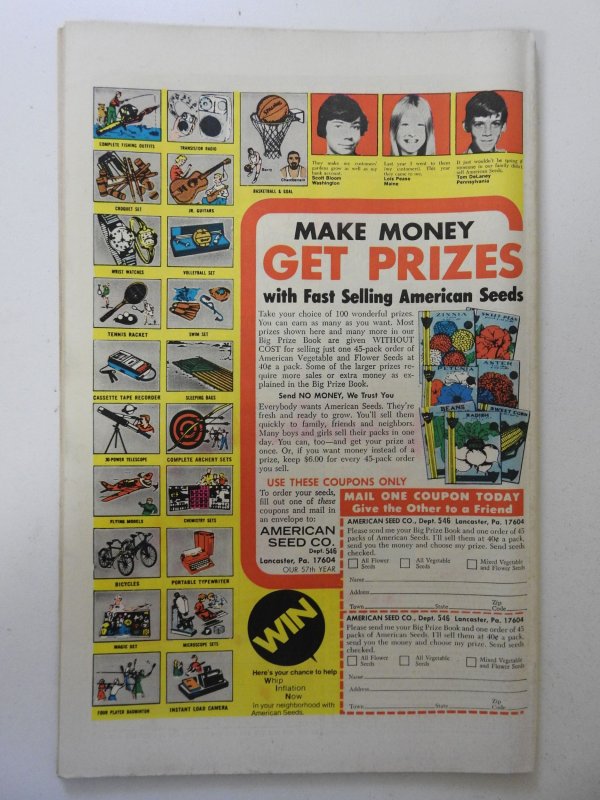 COMPLETE FISHING OUTFITS
TRANSISTOR RADIO
SPALDING
Barry
Chamberlain
BASKETBALL & GOAL
They make my customers'
gardens grow as well as my
bank account.
Scott Bloom
Washington
Last year I went to them
(my customers). This year
they came to me.
Lois Pease
Maine
It just wouldn't be spring if
someone in our family didn't
sell American Seeds.
Tom DeLaney
Pennsylvania
CROQUET SET
JR. GUITARS
WRIST WATCHES
VOLLEYBALL SET
TENNIS RACKET
SWIM SET
CASSETTE TAPE RECORDER
SLEEPING BAGS
30-POWER TELESCOPE
COMPLETE ARCHERY SETS
FLYING MODELS
CHEMISTRY SETS
BICYCLES
PORTABLE TYPEWRITER
MAGIC SET
MICROSCOPE SETS
FOUR PLAYER BADMINTON
INSTANT LOAD CAMERA
MAKE MONEY
GET PRIZES
with Fast Selling American Seeds
Take your choice of 100 wonderful prizes.
You can earn as many as you want. Most
prizes shown here and many more in our
Big Prize Book are given WITHOUT
COST for selling just one 45-pack order of
American Vegetable and Flower Seeds at
40¢ a pack. Some of the larger prizes re-
quire more sales or extra money as ex-
plained in the Big Prize Book.
Send NO MONEY, We Trust You
Everybody wants American Seeds. They're
fresh and ready to grow. You'll sell them
quickly to family, friends and neighbors.
Many boys and girls sell their packs in one
day. You can, too—and get your prize at
once. Or, if you want money instead of a
prize, keep $6.00 for every 45-pack order
you sell.
ZINNIA
SWEET PEAS
PETUNIA
ASTER
BEANS
RADISH
SWEET CORN
USE THESE COUPONS ONLY
To order your seeds,
fill out one of these
coupons and mail in
an envelope to:
AMERICAN
SEED CO.
Dept. 546
Lancaster, Pa. 17604
OUR 57th YEAR
MAIL ONE COUPON TODAY
Give the Other to a Friend
AMERICAN SEED CO., Dept. 546 Lancaster, Pa. 17604
Please send me your Big Prize Book and one order of 45
packs of American Seeds. I'll sell them at 40¢ a pack,
send you the money and choose my prize. Send seeds
checked.
All Flower Seeds
All Vegetable Seeds
Mixed Vegetable and Flower Seeds
Name
Address
Town State Zip Code
AMERICAN SEED CO., Dept. 546 Lancaster, Pa. 17604
Please send me your Big Prize Book and one order of 45
packs of American Seeds. I'll sell them at 40¢ a pack,
send you the money and choose my prize. Send seeds
checked.
All Flower Seeds
All Vegetable Seeds
Mixed Vegetable and Flower Seeds
Name
Address
Town State Zip Code
WIN
Here's your chance to help
Whip
Inflation
Now
In your neighborhood with
American Seeds.